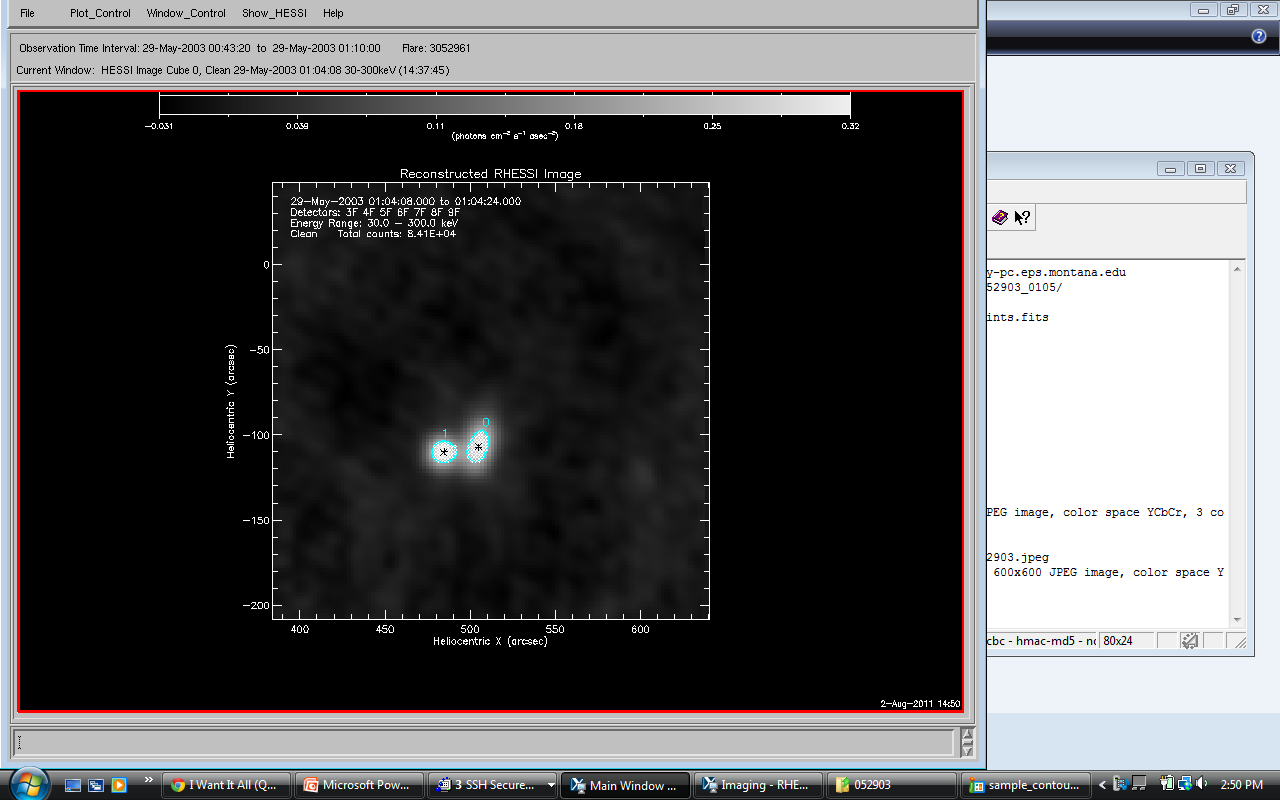 File Plot_Control Window_Control Show_HESSI Help
Observation Time Interval: 29-May-2003 00:43:20 to 29-May-2003 01:10:00 Flare: 3052961
Current Window: HESSI Image Cube 0, Clean 29-May-2003 01:04:08 30-300keV (14:37:45)
-0.031 0.039 0.11 0.18 0.25 0.32
(photons cm-2 s-1 asec-2)
Reconstructed RHESSI Image
29-May-2003 01:04:08.000 to 01:04:24.000
Detectors: 3F 4F 5F 6F 7F 8F 9F
Energy Range: 30.0 - 300.0 keV
Clean Total counts: 8.41E+04
0
-50
-100
-150
-200
Heliocentric Y (arcsec)
1
0
400 450 500 550 600
Heliocentric X (arcsec)
2-Aug-2011 14:50
y-pc.eps.montana.edu
52903_0105/
ints.fits
PEG image, color space YCbCr, 3 co
2903.jpeg
600x600 JPEG image, color space Y
cbc - hmac-md5 - nc 80x24
» I Want It All (Q... Microsoft Pow... 3 SSH Secure... Main Window ... Imaging - RHE... 052903 sample_contou... < 2:50 PM